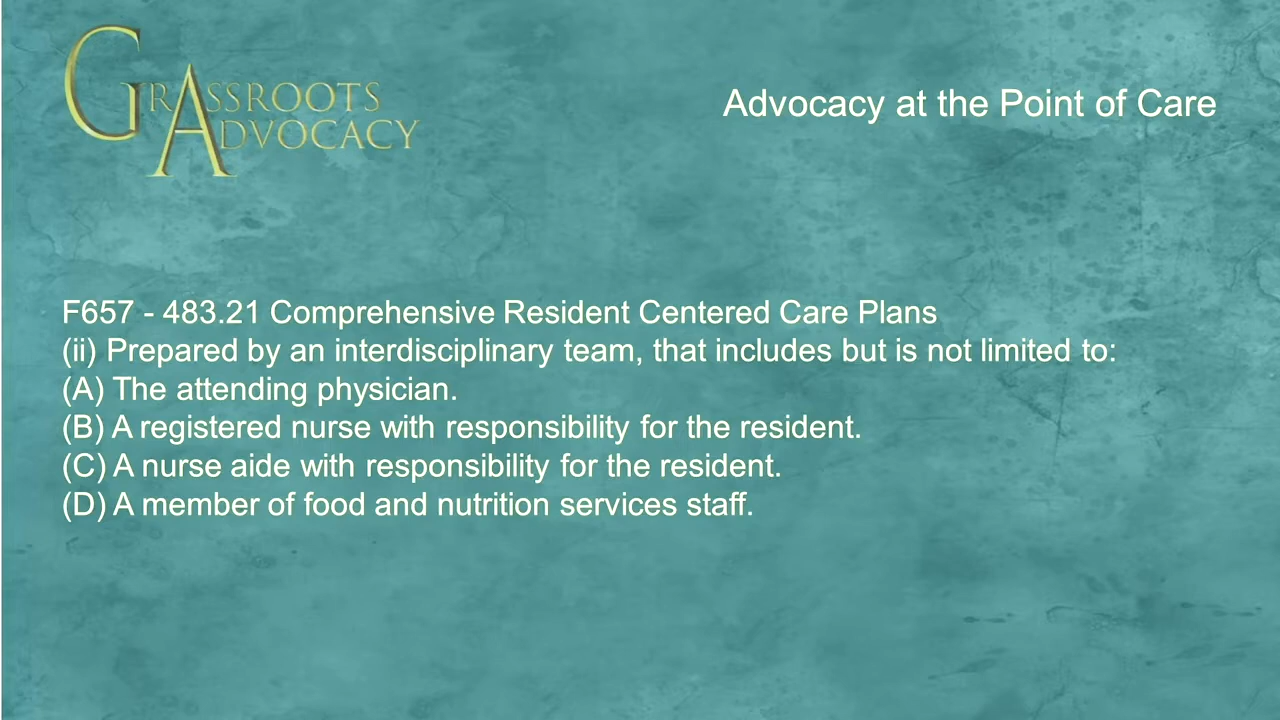 GRASSROOTS
ADVOCACY
Advocacy at the Point of Care
F657 - 483.21 Comprehensive Resident Centered Care Plans
(ii) Prepared by an interdisciplinary team, that includes but is not limited to:
(A) The attending physician.
(B) A registered nurse with responsibility for the resident.
(C) A nurse aide with responsibility for the resident.
(D) A member of food and nutrition services staff.